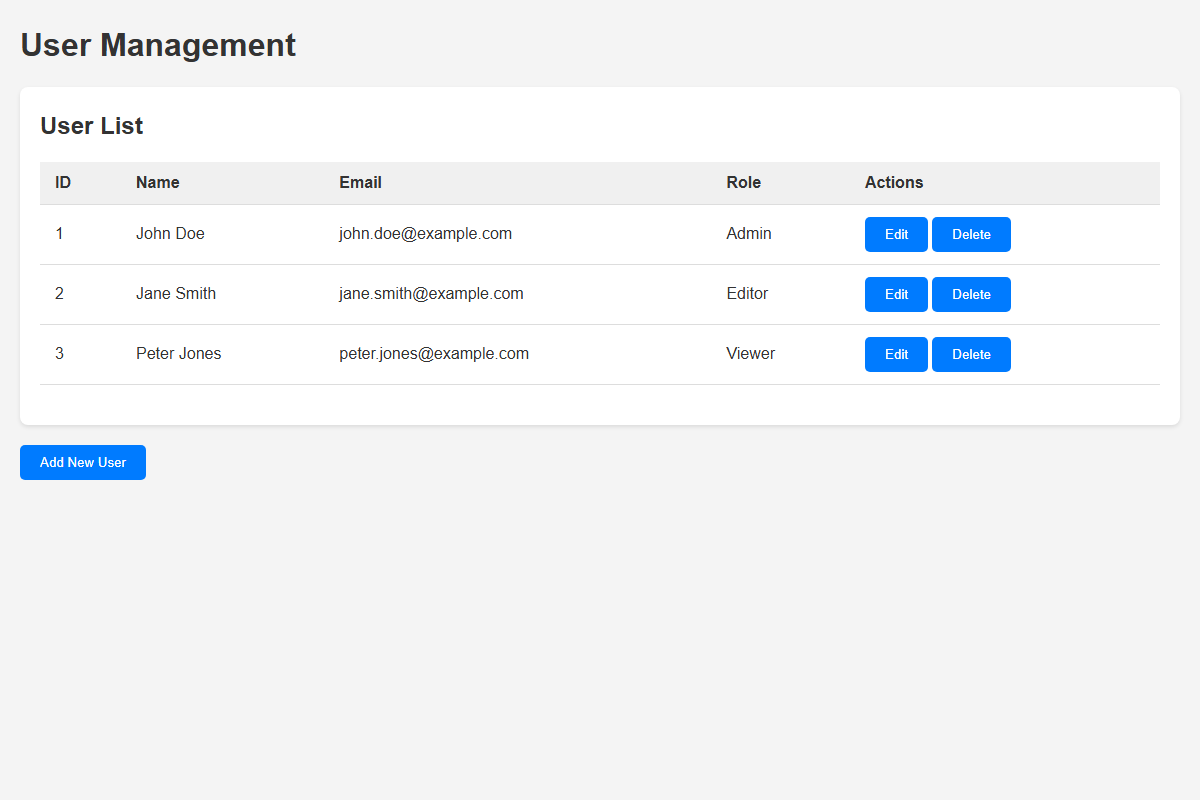 User Management
User List
ID Name Email Role Actions
1 John Doe john.doe@example.com Admin Edit Delete
2 Jane Smith jane.smith@example.com Editor Edit Delete
3 Peter Jones peter.jones@example.com Viewer Edit Delete
Add New User